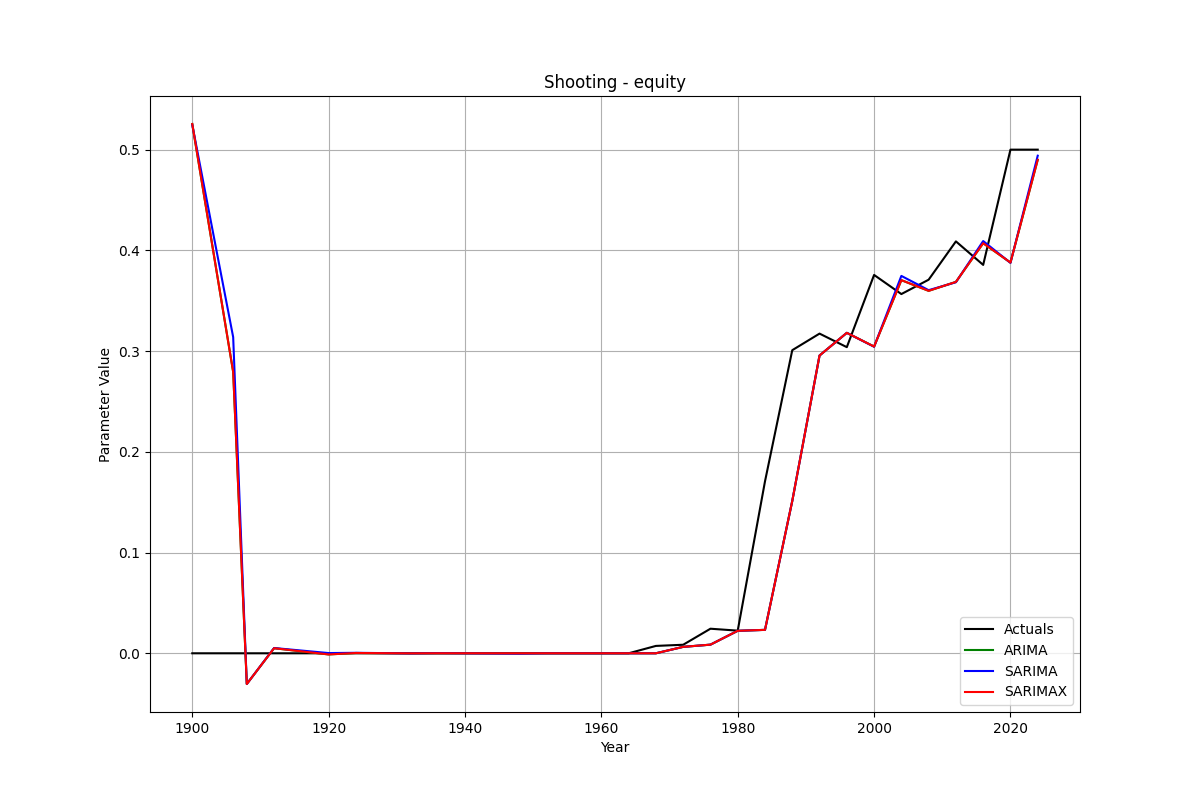 Shooting - equity
Parameter Value
0.5
0.4
0.3
0.2
0.1
0.0
1900 1920 1940 1960 1980 2000 2020
Year
Actuals
ARIMA
SARIMA
SARIMAX